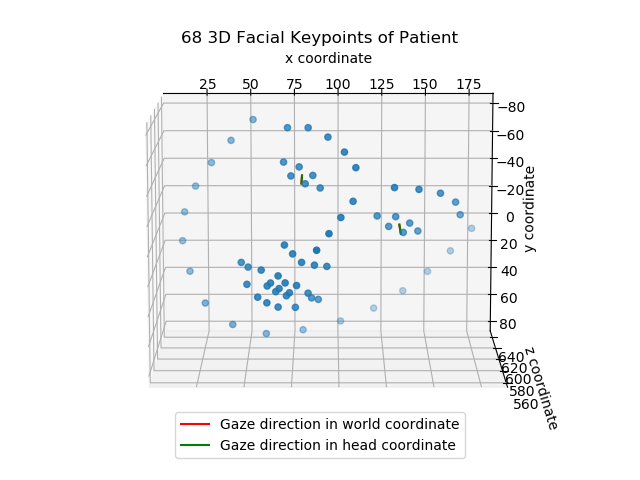 68 3D Facial Keypoints of Patient
x coordinate
25 50 75 100 125 150 175
−80
−60
−40
−20
0
20
40
60
80
y coordinate
640
620
600
580
560
z coordinate
Gaze direction in world coordinate
Gaze direction in head coordinate